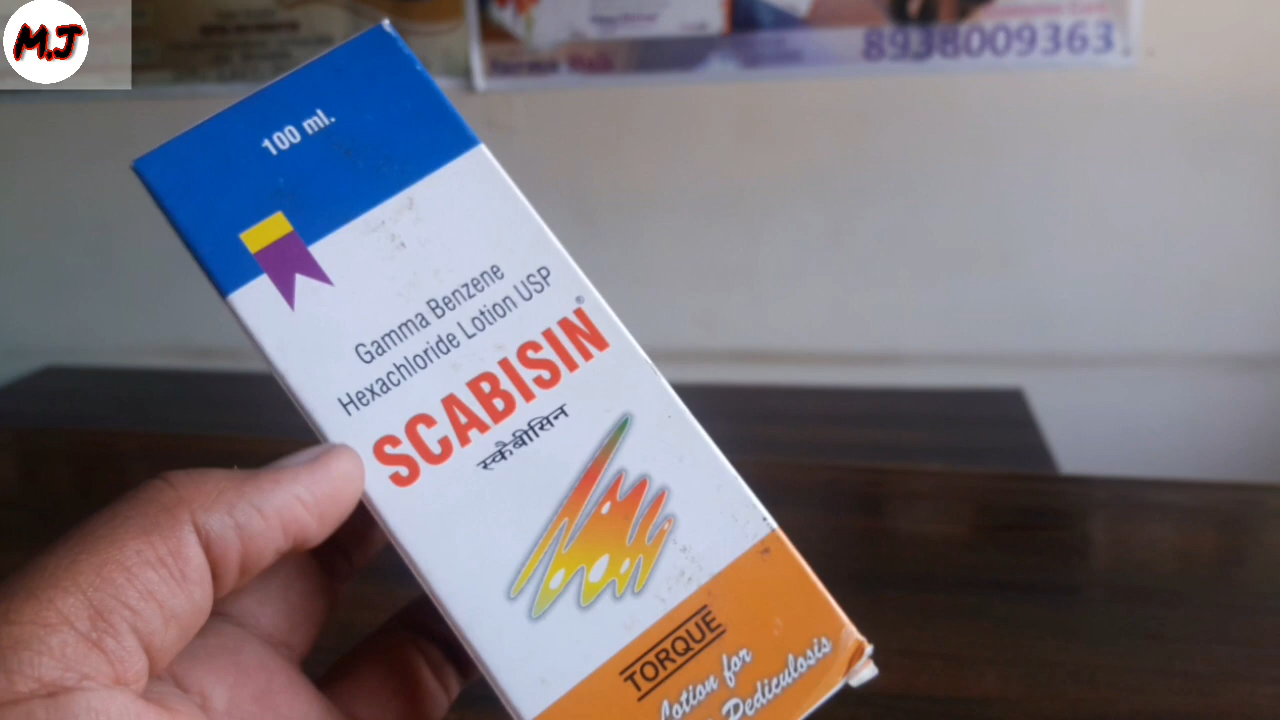 M.J
8938009363
100 ml.
Gamma Benzene
Hexachloride Lotion USP
SCABISIN®
स्कैबीसिन
TORQUE
Lotion for
Pediculosis